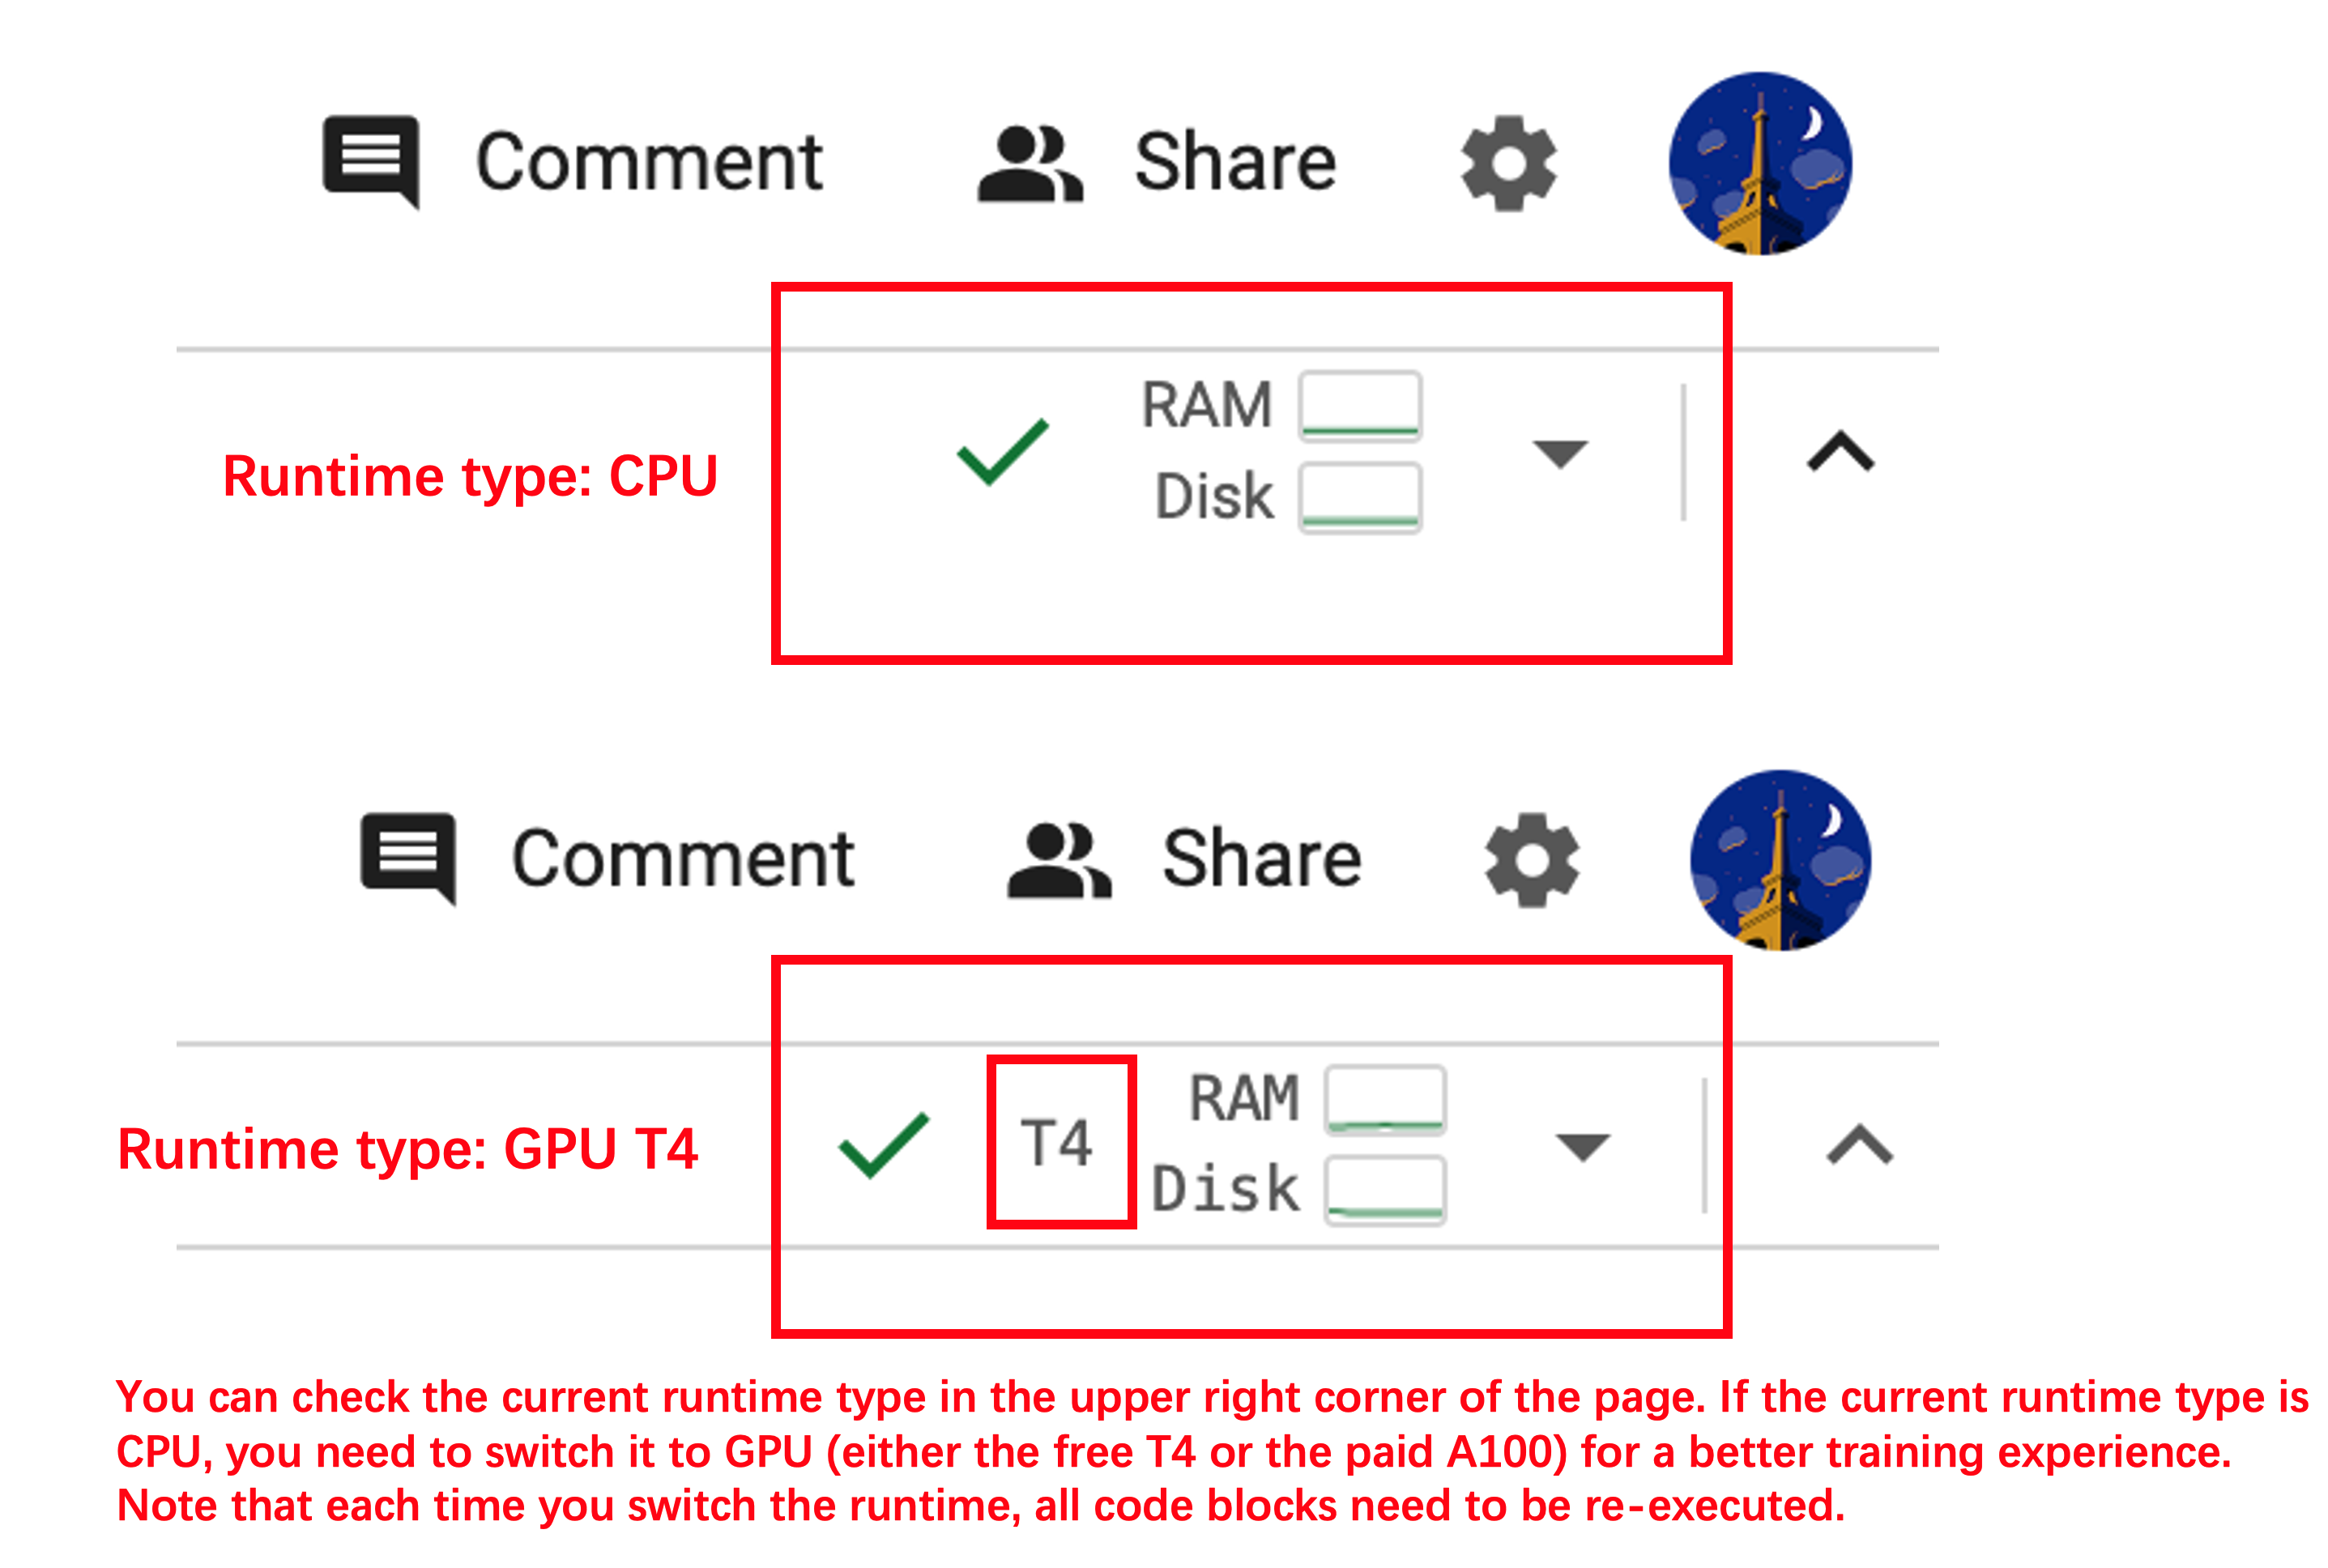 Comment Share
RAM
Runtime type: CPU
Disk
Comment Share
RAM
Runtime type: GPU T4 T4
Disk
You can check the current runtime type in the upper right corner of the page. If the current runtime type is
CPU, you need to switch it to GPU (either the free T4 or the paid A100) for a better training experience.
Note that each time you switch the runtime, all code blocks need to be re-executed.